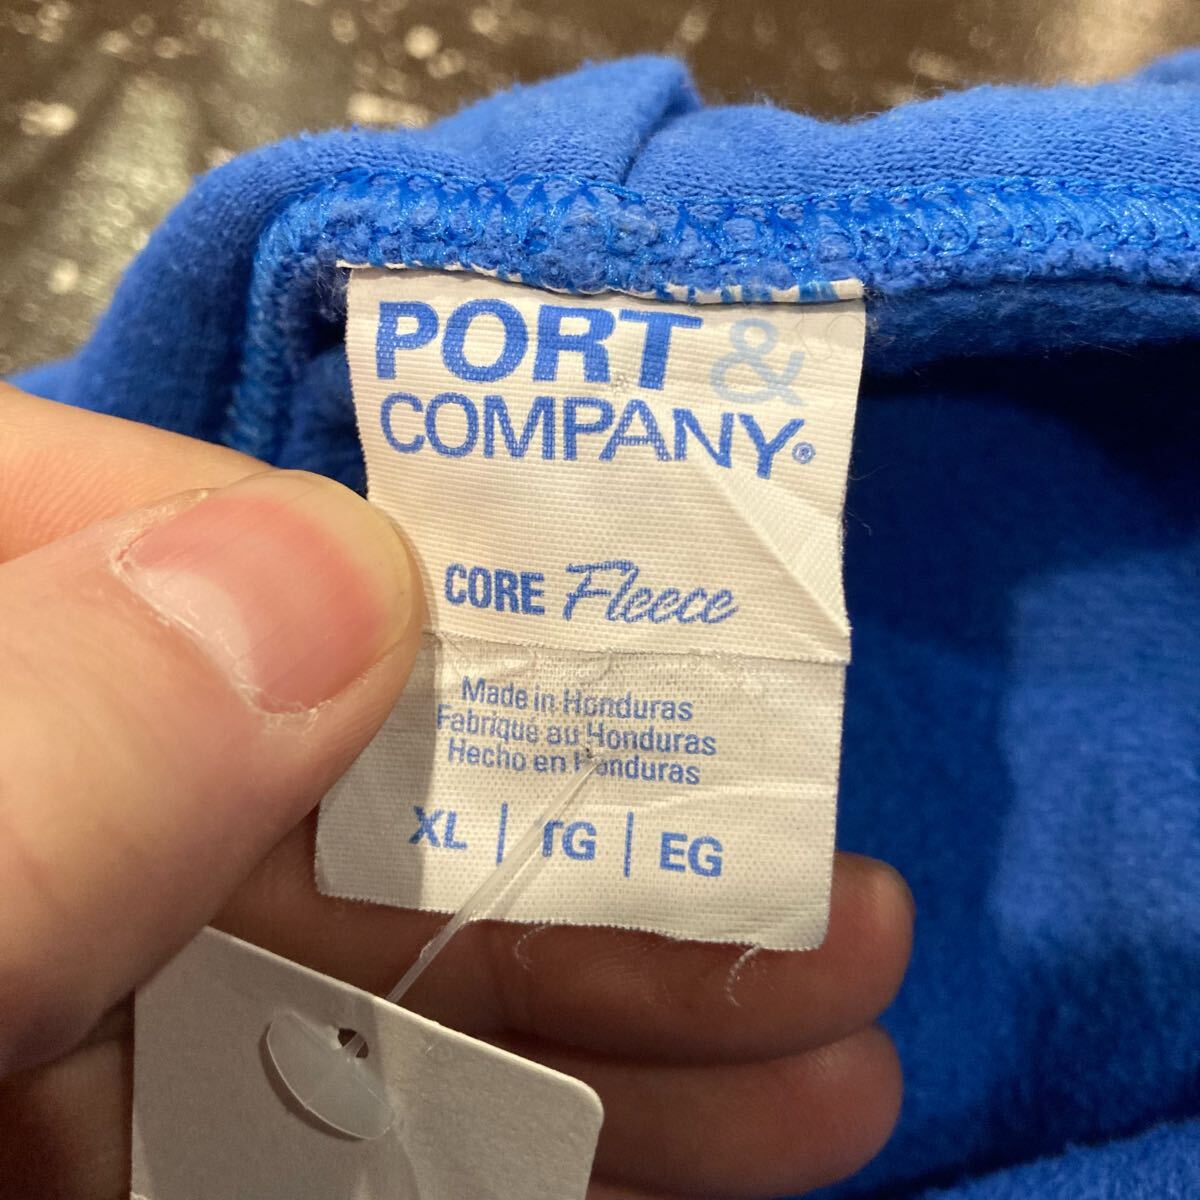 PORT &
COMPANY®
CORE Fleece
Made in Honduras
Fabriqué au Honduras
Hecho en Honduras
XL | TG | EG